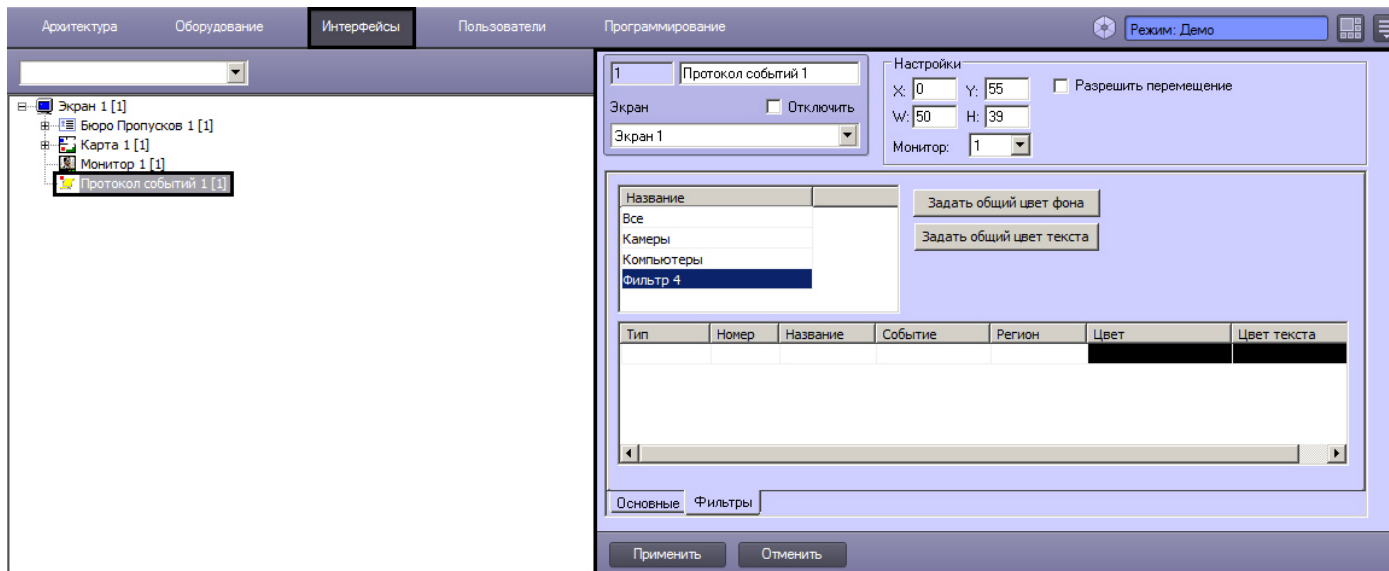 Архитектура Оборудование Интерфейсы Пользователи Программирование Режим: Демо
Экран 1 [1]
Бюро Пропусков 1 [1]
Карта 1 [1]
Монитор 1 [1]
Протокол событий 1 [1]
1 Протокол событий 1
Экран Отключить
Экран 1
Настройки
X: 0 Y: 55 Разрешить перемещение
W: 50 H: 39
Монитор: 1
Название
Все
Камеры
Компьютеры
Фильтр 4
Задать общий цвет фона
Задать общий цвет текста
Тип Номер Название Событие Регион Цвет Цвет текста
Основные Фильтры
Применить Отменить